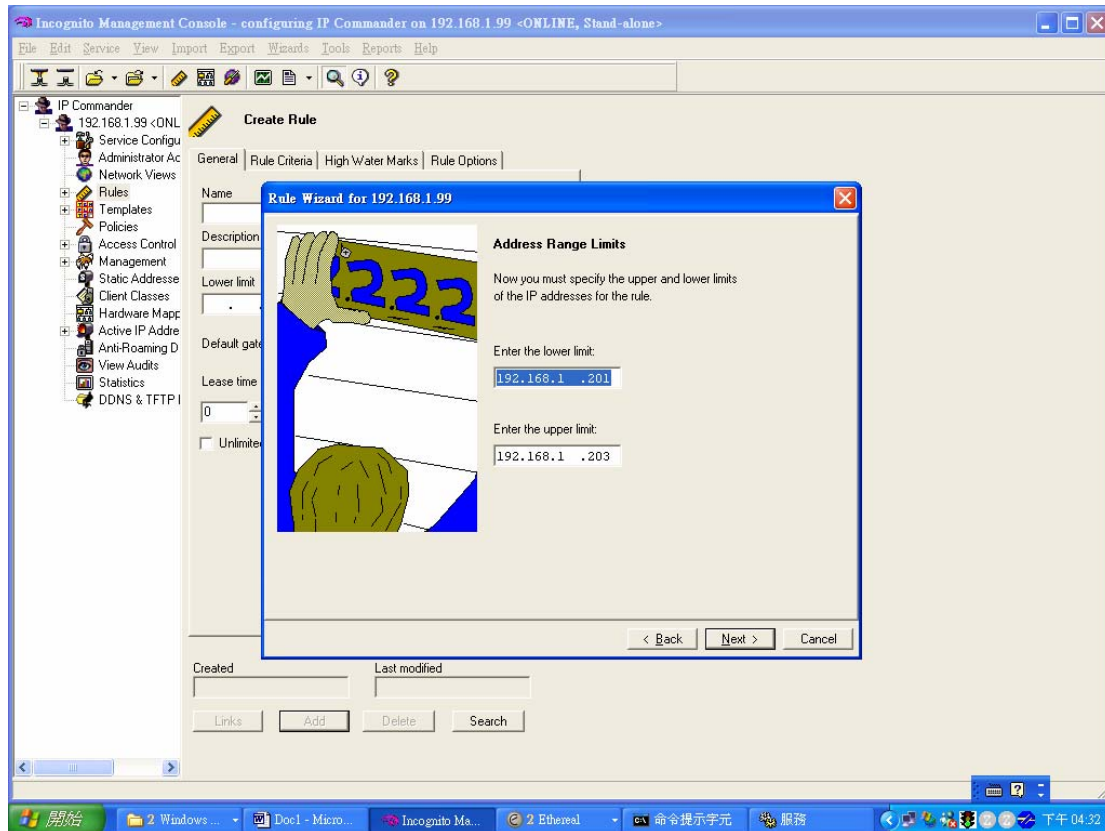 Incognito Management Console - configuring IP Commander on 192.168.1.99 <ONLINE, Stand-alone>
File Edit Service View Import Export Wizards Tools Reports Help
IP Commander
192.168.1.99 <ONL
Service Configu
Administrator Ac
Network Views
Rules
Templates
Policies
Access Control
Management
Static Addresse
Client Classes
Hardware Mapp
Active IP Addre
Anti-Roaming D
View Audits
Statistics
DDNS & TFTP
Create Rule
General Rule Criteria High Water Marks Rule Options
Name
Description
Lower limit
. .
Default gate
Lease time
0
Unlimite
Rule Wizard for 192.168.1.99
2.2.2.2
Address Range Limits
Now you must specify the upper and lower limits
of the IP addresses for the rule.
Enter the lower limit:
192.168.1 .201
Enter the upper limit:
192.168.1 .203
< Back Next > Cancel
Created Last modified
Links Add Delete Search
開始 2 Windows ... Doc1 - Micro... Incognito Ma... 2 Ethereal 命令提示字元 服務 下午 04:32